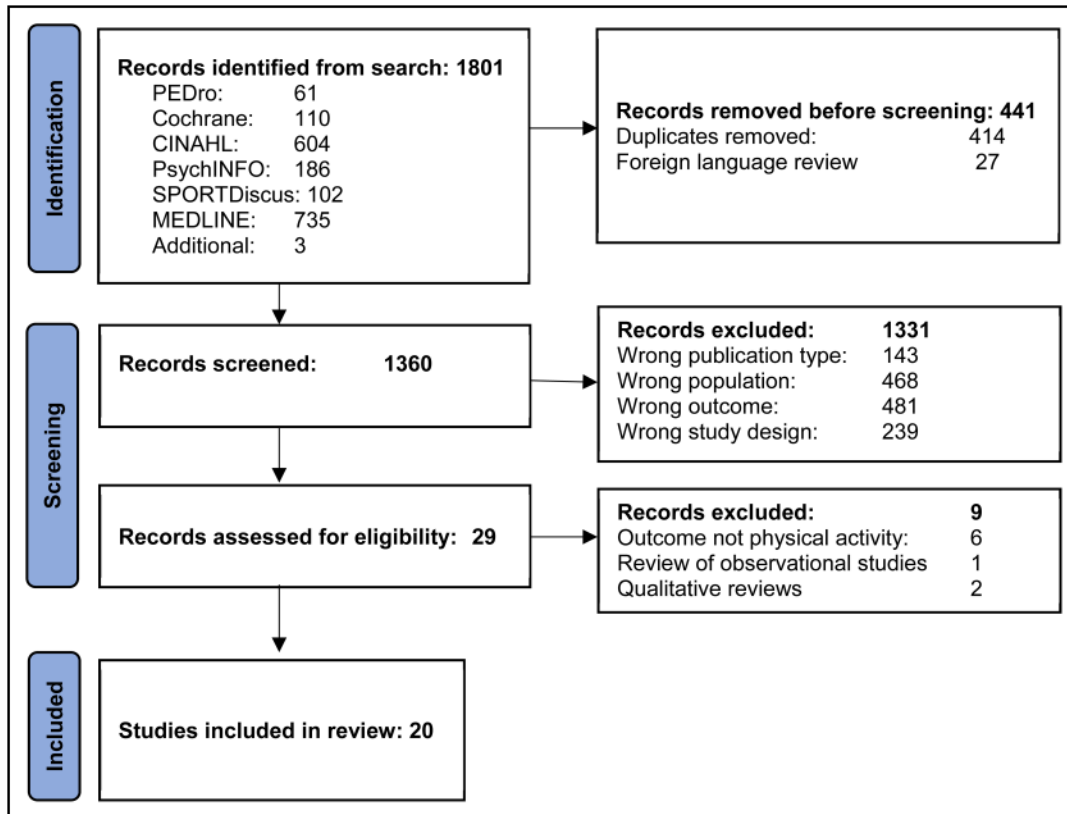 Identification
Records identified from search: 1801
PEDro: 61
Cochrane: 110
CINAHL: 604
PsychINFO: 186
SPORTDiscus: 102
MEDLINE: 735
Additional: 3
Records removed before screening: 441
Duplicates removed: 414
Foreign language review 27
Screening
Records screened: 1360
Records excluded: 1331
Wrong publication type: 143
Wrong population: 468
Wrong outcome: 481
Wrong study design: 239
Records assessed for eligibility: 29
Records excluded: 9
Outcome not physical activity: 6
Review of observational studies 1
Qualitative reviews 2
Included
Studies included in review: 20